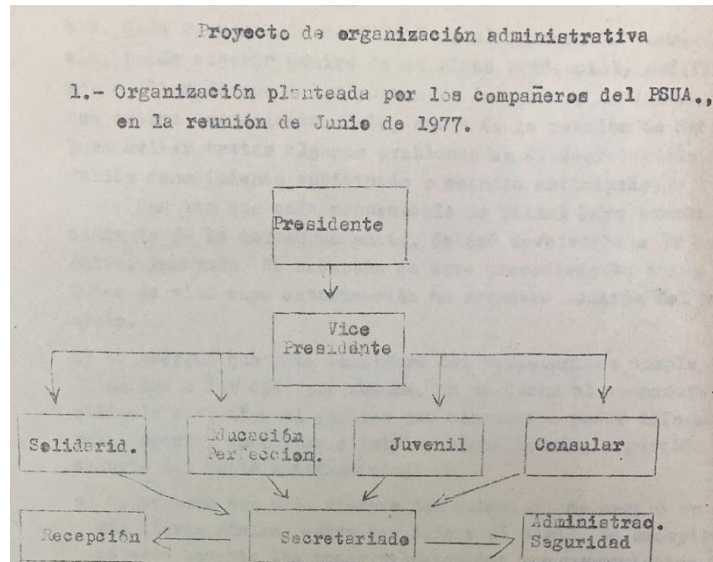 Proyecto de organización administrativa
1.- Organización planteada por los compañeros del PSUA.,
en la reunión de Junio de 1977.
Presidente
Vice
Presidente
Solidarid.
Educación
Perfeccion.
Juvenil
Consular
Recepción
Secretariado
Administrac.
Seguridad